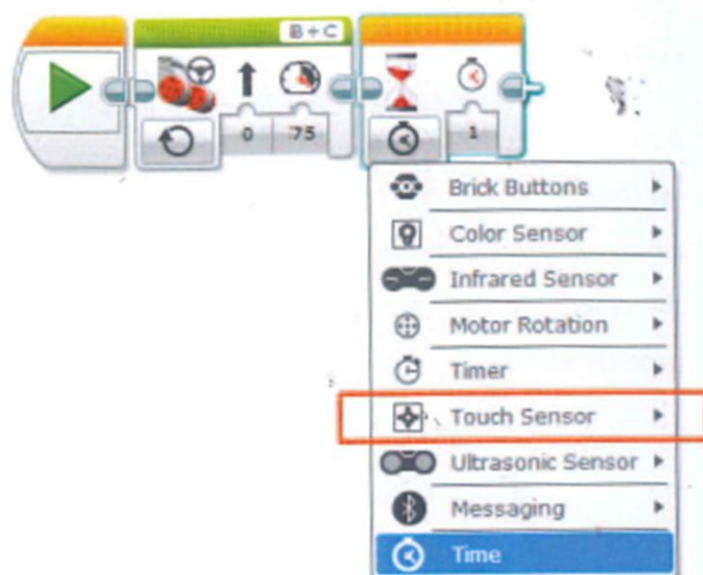 B+C
0 75 1
Brick Buttons
Color Sensor
Infrared Sensor
Motor Rotation
Timer
Touch Sensor
Ultrasonic Sensor
Messaging
Time